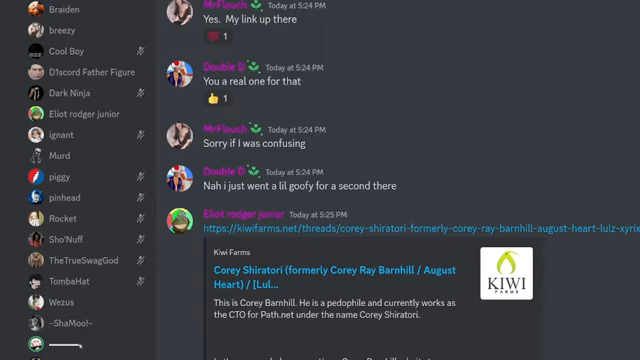 Braiden
breezy
Cool Boy
D1scord Father Figure
Dark Ninja
Eliot rodger junior
ignant
Murd
piggy
pinhead
Rocket
Sho'Nuff
TheTrueSwagGod
TombaHat
Wezus
~ShaMoo!~
MrFlouch Today at 5:24 PM
Yes. My link up there
1
Double D Today at 5:24 PM
You a real one for that
1
MrFlouch Today at 5:24 PM
Sorry if I was confusing
Double D Today at 5:24 PM
Nah i just went a lil goofy for a second there
Eliot rodger junior Today at 5:25 PM
https://kiwifarms.net/threads/corey-shiratori-formerly-corey-ray-barnhill-august-heart-lulz-xyrix
Kiwi Farms
Corey Shiratori (formerly Corey Ray Barnhill / August
Heart) / [Lul...
KIWI
FARMS
This is Corey Barnhill. He is a pedophile and currently works as
the CTO for Path.net under the name Corey Shiratori.